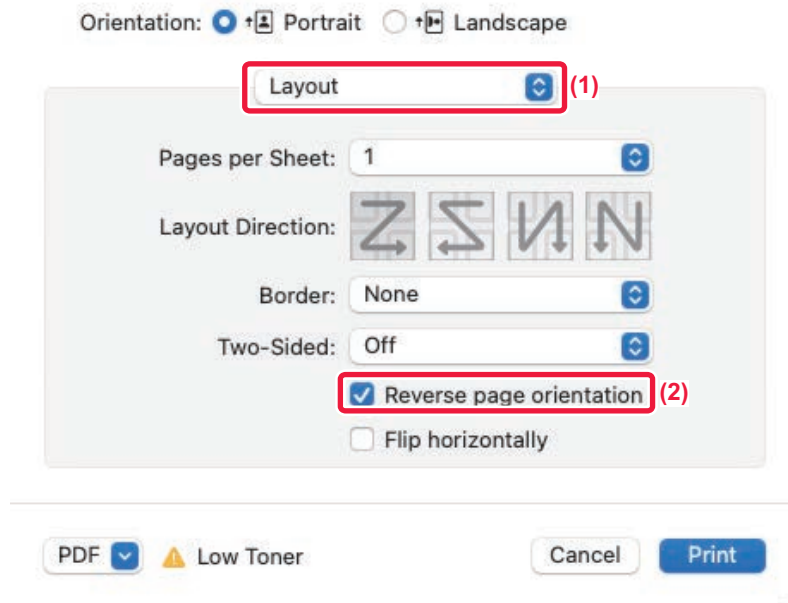 Orientation: Portrait Landscape
Layout (1)
Pages per Sheet: 1
Layout Direction:
Border: None
Two-Sided: Off
Reverse page orientation (2)
Flip horizontally
PDF Low Toner Cancel Print